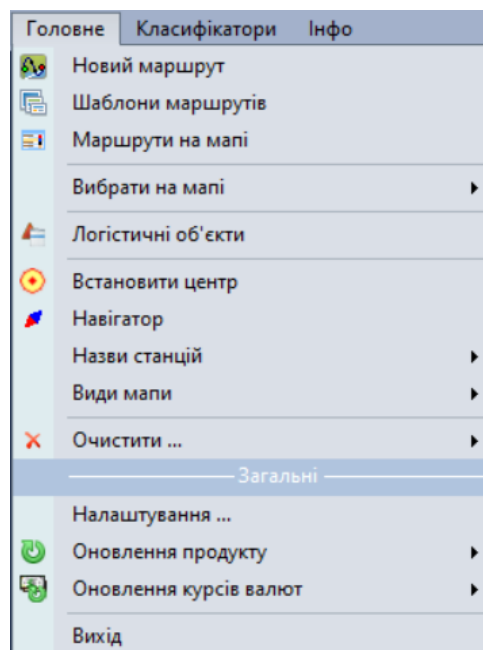 Головне Класифікатори Інфо
Новий маршрут
Шаблони маршрутів
Маршрути на мапі
Вибрати на мапі
Логістичні об'єкти
Встановити центр
Навігатор
Назви станцій
Види мапи
Очистити ...
Загальні
Налаштування ...
Оновлення продукту
Оновлення курсів валют
Вихід